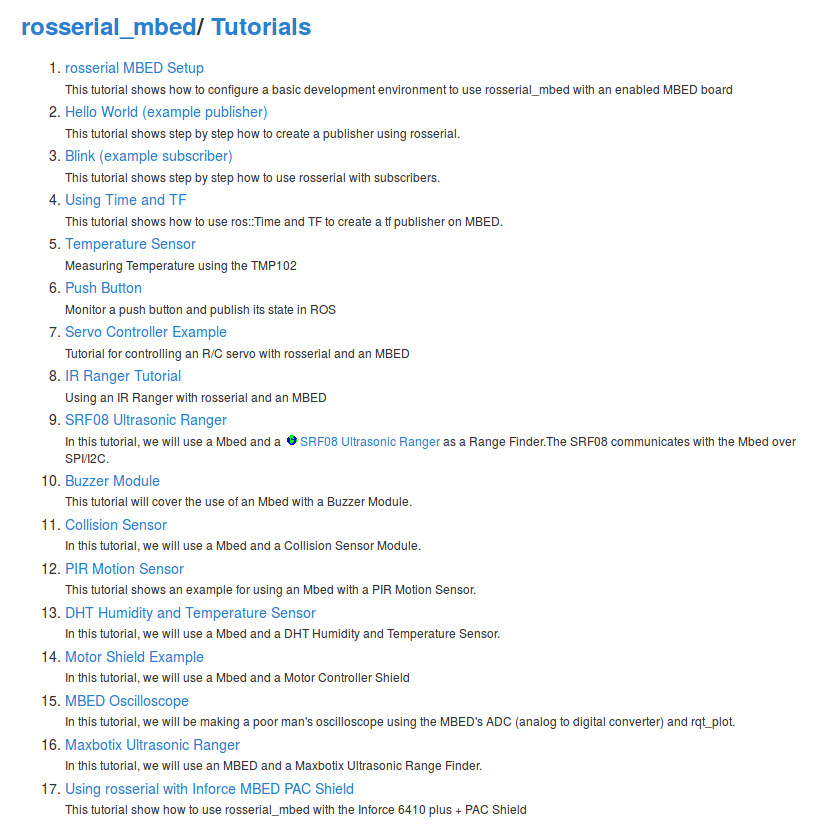 rosserial_mbed/ Tutorials
1. rosserial MBED Setup
This tutorial shows how to configure a basic development environment to use rosserial_mbed with an enabled MBED board
2. Hello World (example publisher)
This tutorial shows step by step how to create a publisher using rosserial.
3. Blink (example subscriber)
This tutorial shows step by step how to use rosserial with subscribers.
4. Using Time and TF
This tutorial shows how to use ros::Time and TF to create a tf publisher on MBED.
5. Temperature Sensor
Measuring Temperature using the TMP102
6. Push Button
Monitor a push button and publish its state in ROS
7. Servo Controller Example
Tutorial for controlling an R/C servo with rosserial and an MBED
8. IR Ranger Tutorial
Using an IR Ranger with rosserial and an MBED
9. SRF08 Ultrasonic Ranger
In this tutorial, we will use a Mbed and a SRF08 Ultrasonic Ranger as a Range Finder.The SRF08 communicates with the Mbed over
SPI/I2C.
10. Buzzer Module
This tutorial will cover the use of an Mbed with a Buzzer Module.
11. Collision Sensor
In this tutorial, we will use a Mbed and a Collision Sensor Module.
12. PIR Motion Sensor
This tutorial shows an example for using an Mbed with a PIR Motion Sensor.
13. DHT Humidity and Temperature Sensor
In this tutorial, we will use a Mbed and a DHT Humidity and Temperature Sensor.
14. Motor Shield Example
In this tutorial, we will use a Mbed and a Motor Controller Shield
15. MBED Oscilloscope
In this tutorial, we will be making a poor man's oscilloscope using the MBED's ADC (analog to digital converter) and rqt_plot.
16. Maxbotix Ultrasonic Ranger
In this tutorial, we will use an MBED and a Maxbotix Ultrasonic Range Finder.
17. Using rosserial with Inforce MBED PAC Shield
This tutorial show how to use rosserial_mbed with the Inforce 6410 plus + PAC Shield